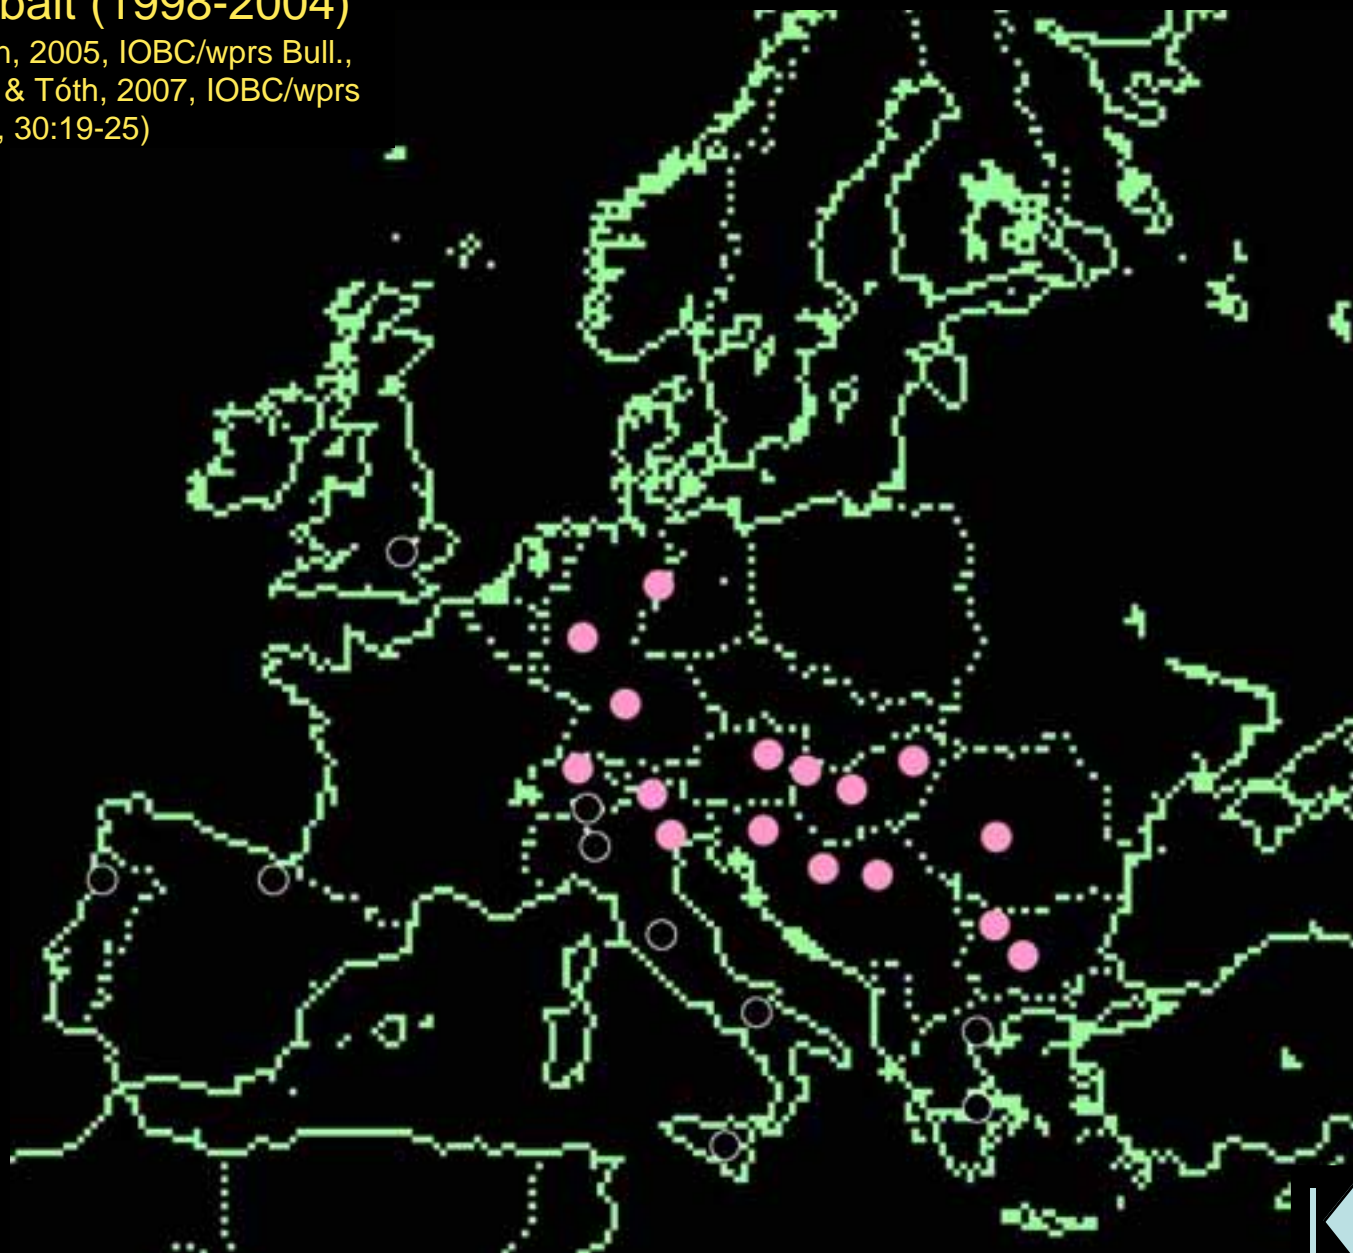 bait (1998-2004)
n, 2005, IOBC/wprs Bull.,
& Tóth, 2007, IOBC/wprs
, 30:19-25)